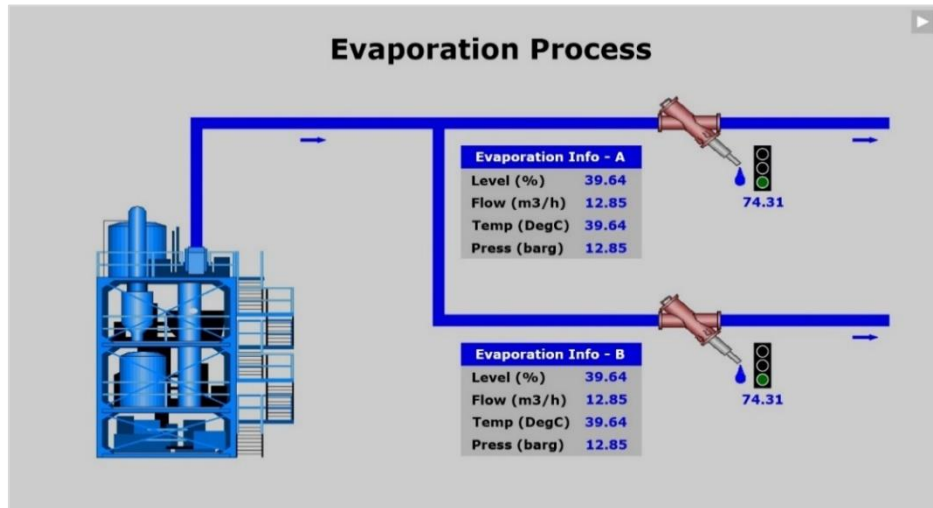 Evaporation Process
Evaporation Info - A
Level (%) 39.64
Flow (m3/h) 12.85
Temp (DegC) 39.64
Press (barg) 12.85
74.31
Evaporation Info - B
Level (%) 39.64
Flow (m3/h) 12.85
Temp (DegC) 39.64
Press (barg) 12.85
74.31